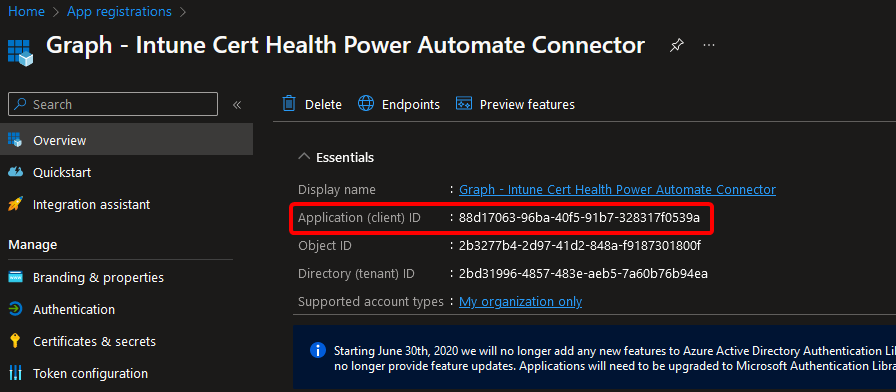 Home > App registrations >
Graph - Intune Cert Health Power Automate Connector ...
Search «
Overview
Quickstart
Integration assistant
Manage
Branding & properties
Authentication
Certificates & secrets
Token configuration
Delete Endpoints Preview features
Essentials
Display name : Graph - Intune Cert Health Power Automate Connector
Application (client) ID : 88d17063-96ba-40f5-91b7-328317f0539a
Object ID : 2b3277b4-2d97-41d2-848a-f9187301800f
Directory (tenant) ID : 2bd31996-4857-483e-aeb5-7a60b76b94ea
Supported account types : My organization only
Starting June 30th, 2020 we will no longer add any new features to Azure Active Directory Authentication Lib
no longer provide feature updates. Applications will need to be upgraded to Microsoft Authentication Libra